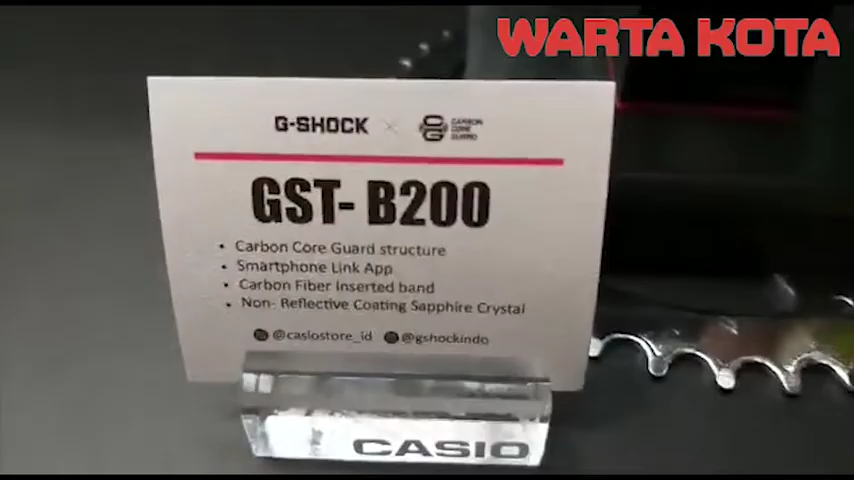 WARTA KOTA
G-SHOCK × CARBON
CORE
GUARD
GST- B200
• Carbon Core Guard structure
• Smartphone Link App
• Carbon Fiber Inserted band
• Non- Reflective Coating Sapphire Crystal
@casiostore_id @gshockindo
CASIO